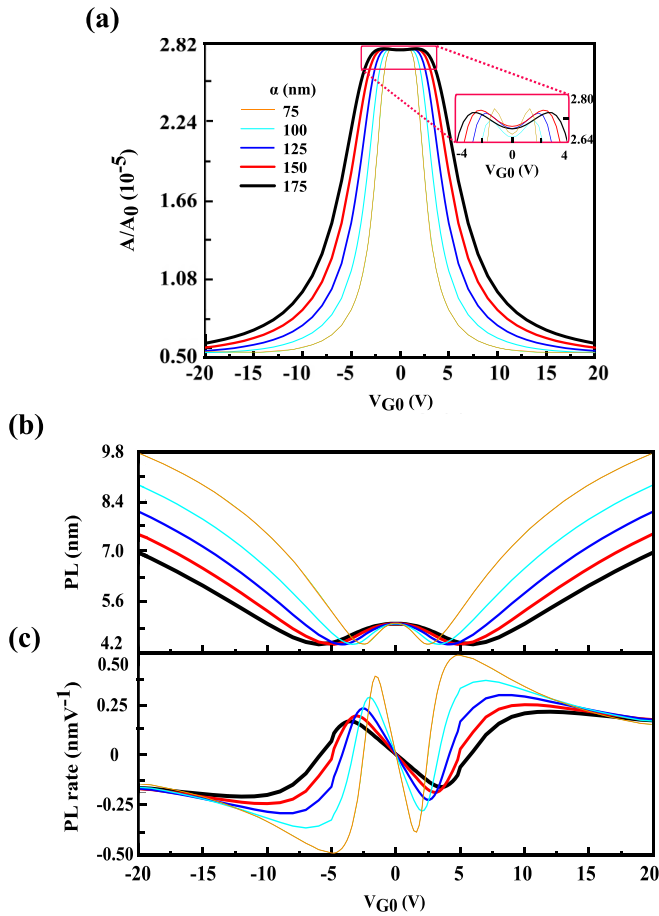 (a)
2.82
2.24
1.66
1.08
0.50
A/A0 (10-5)
α (nm)
75
100
125
150
175
2.80
2.64
-4 0 4
VG0 (V)
-20 -15 -10 -5 0 5 10 15 20
VG0 (V)
(b)
9.8
8.4
7.0
5.6
4.2
PL (nm)
(c)
0.50
0.25
0
-0.25
-0.50
PL rate (nmV-1)
-20 -15 -10 -5 0 5 10 15 20
VG0 (V)